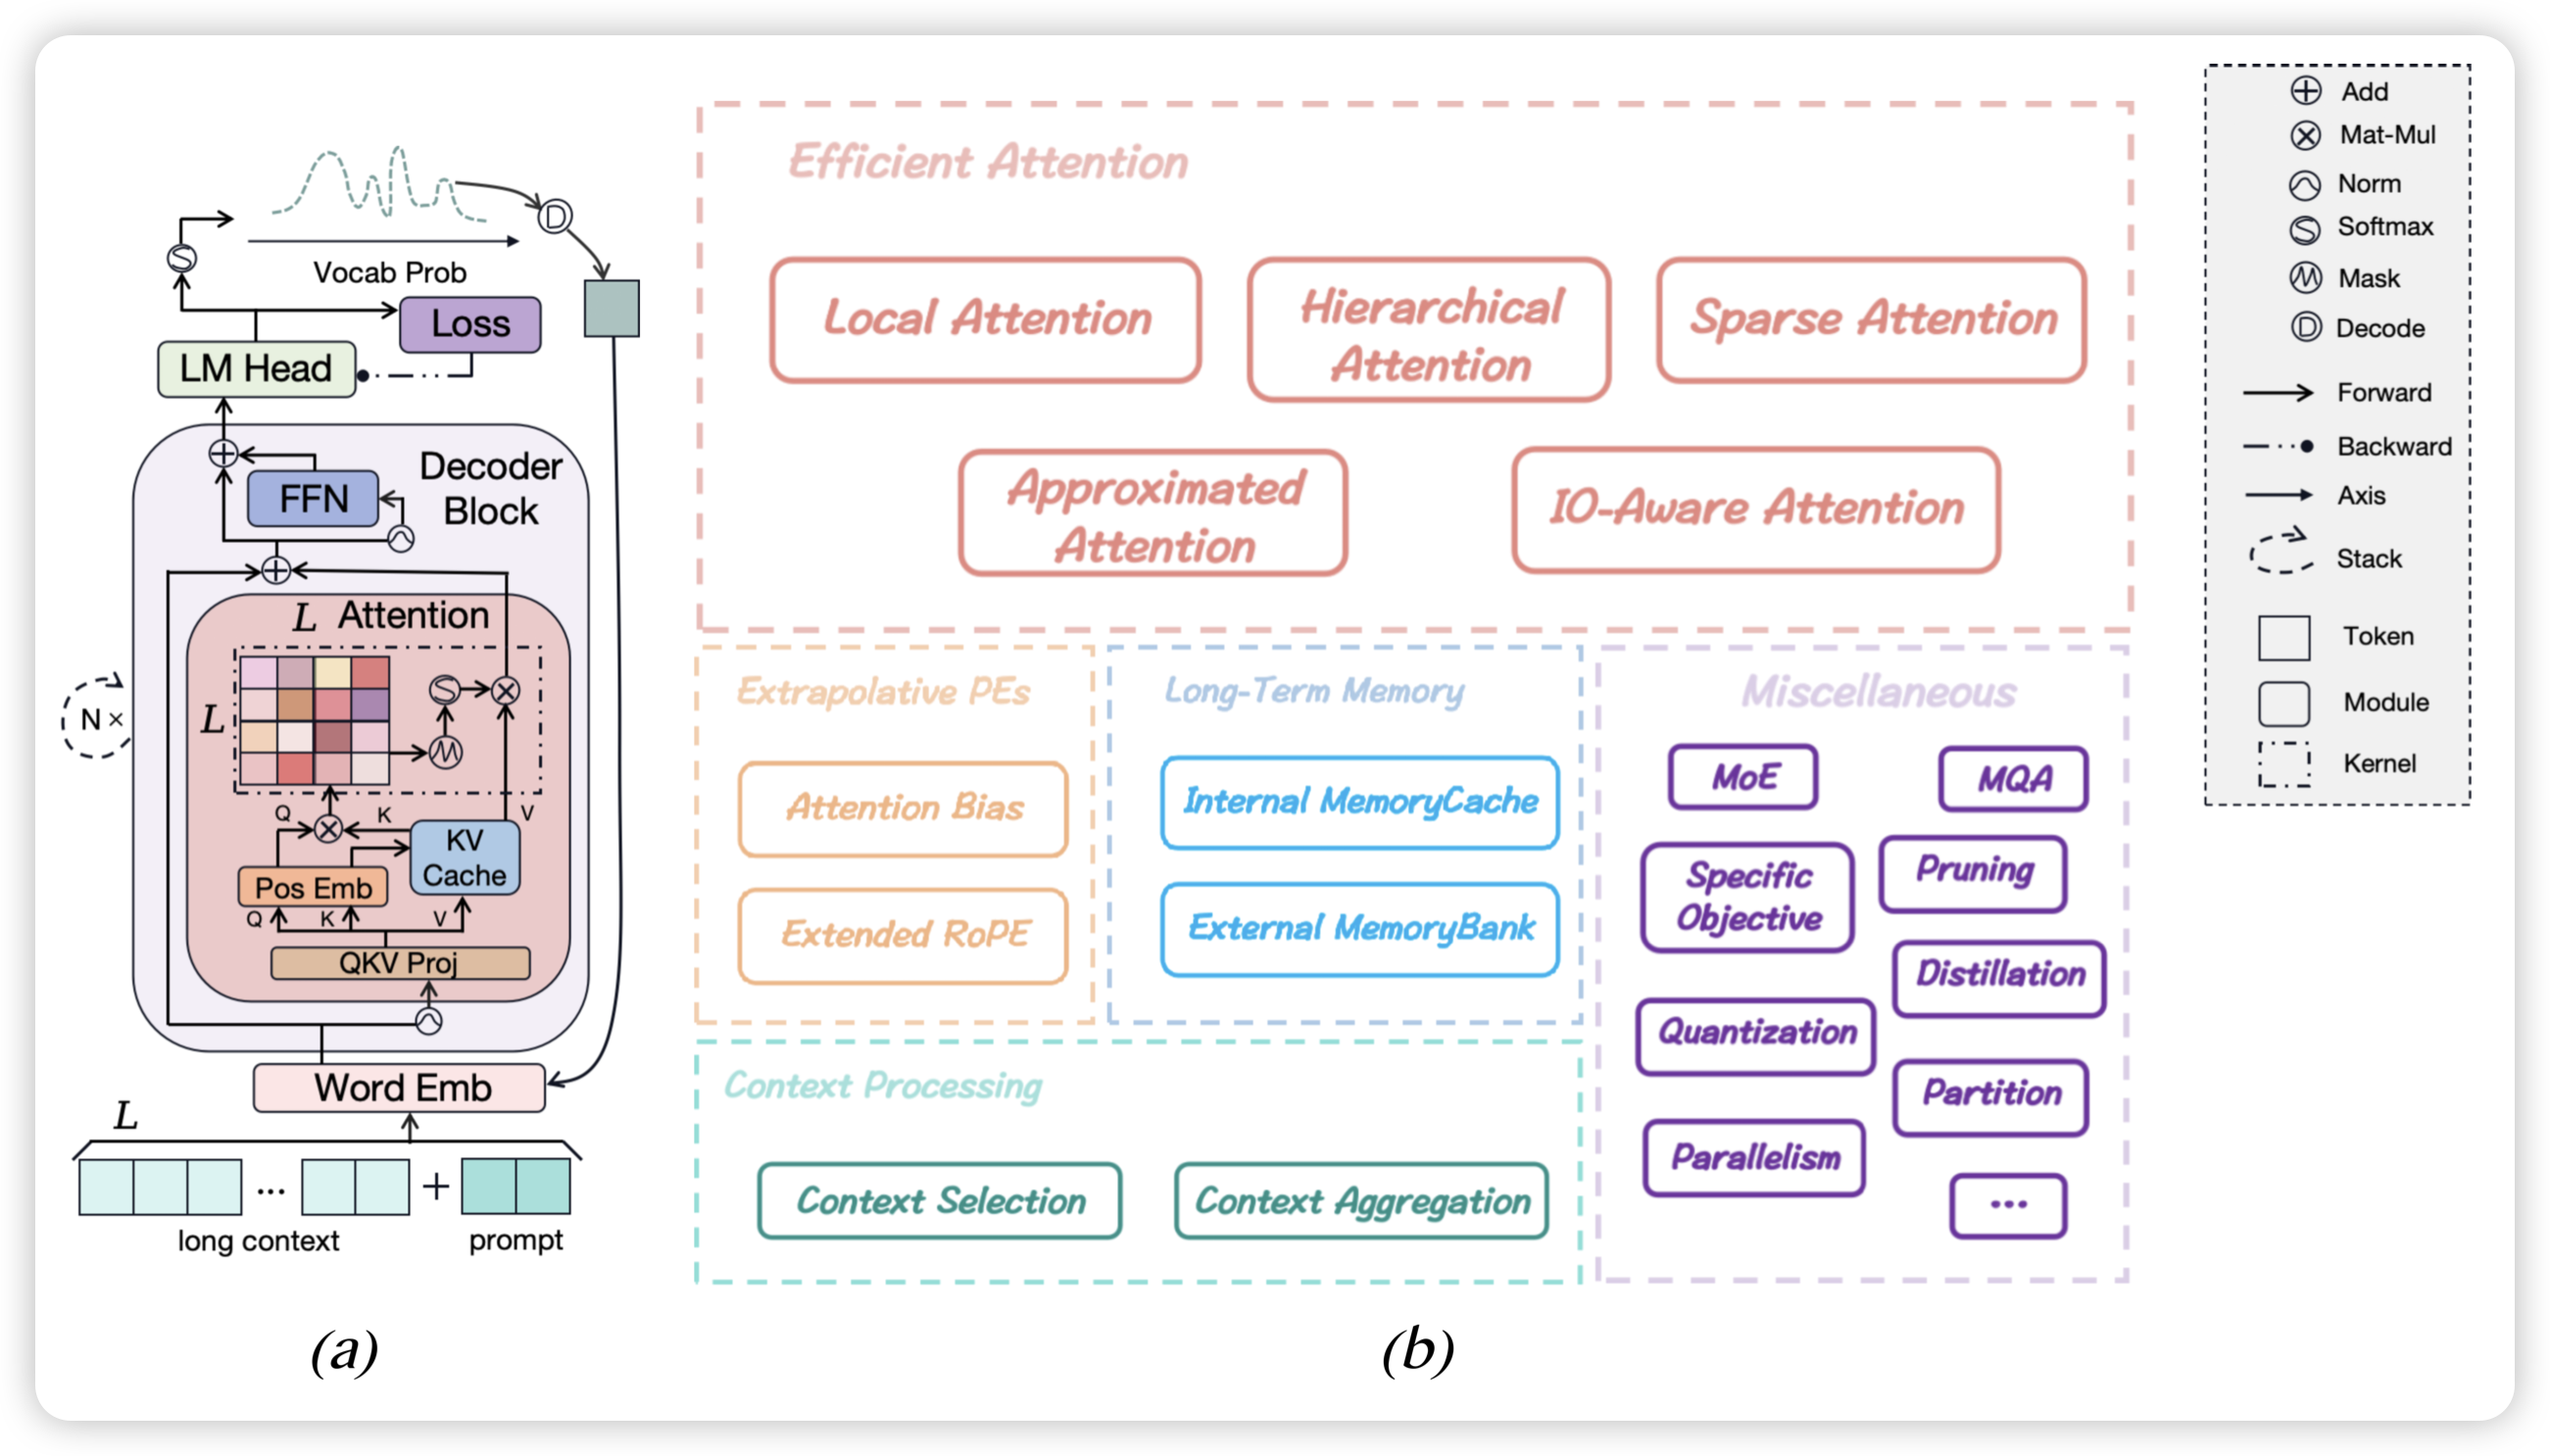 Vocab Prob
S
D
Loss
LM Head
Decoder
Block
FFN
L Attention
L
S
N ×
Q
K
V
KV
Cache
Pos Emb
Q
K
V
QKV Proj
Word Emb
L
...
+
long context
prompt
(a)
Efficient Attention
Local Attention
Hierarchical
Attention
Sparse Attention
Approximated
Attention
IO-Aware Attention
Extrapolative PEs
Attention Bias
Extended RoPE
Long-Term Memory
Internal MemoryCache
External MemoryBank
Context Processing
Context Selection
Context Aggregation
Miscellaneous
MoE
MQA
Specific
Objective
Pruning
Distillation
Quantization
Partition
Parallelism
...
(b)
Add
Mat-Mul
Norm
S Softmax
Mask
D Decode
Forward
Backward
Axis
Stack
Token
Module
Kernel